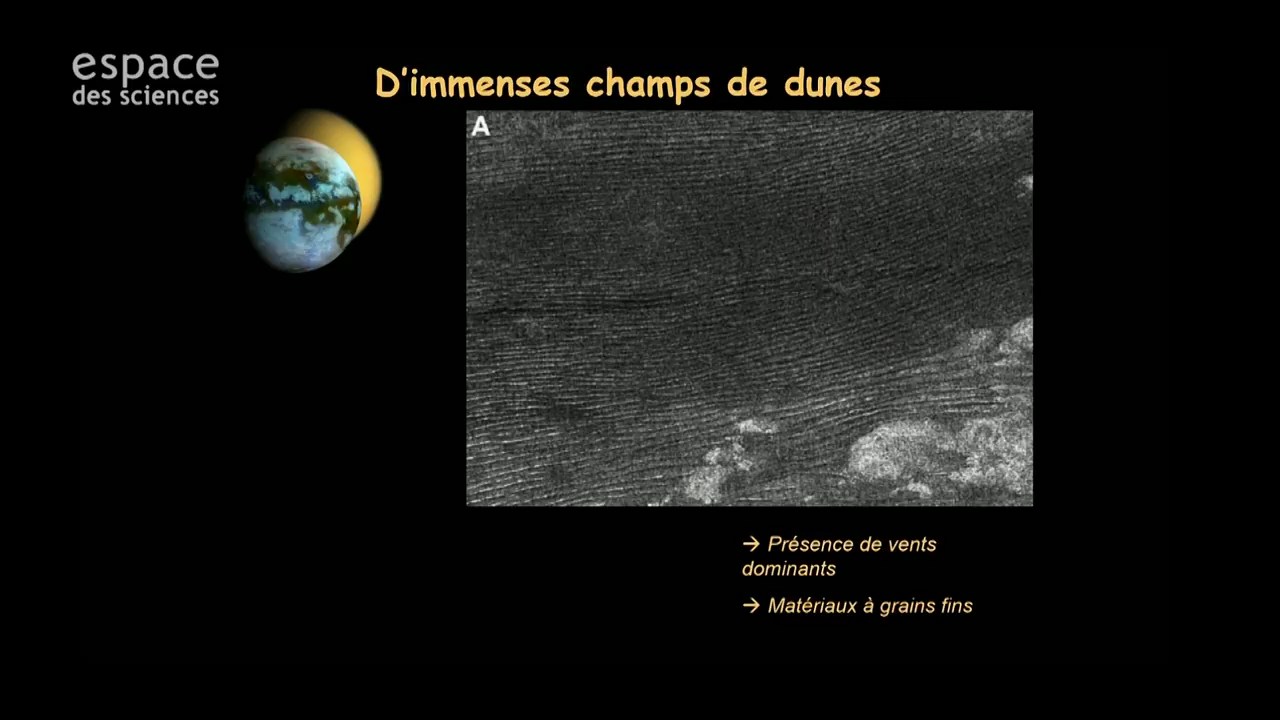 espace
des sciences
D'immenses champs de dunes
A
→ Présence de vents
dominants
→ Matériaux à grains fins